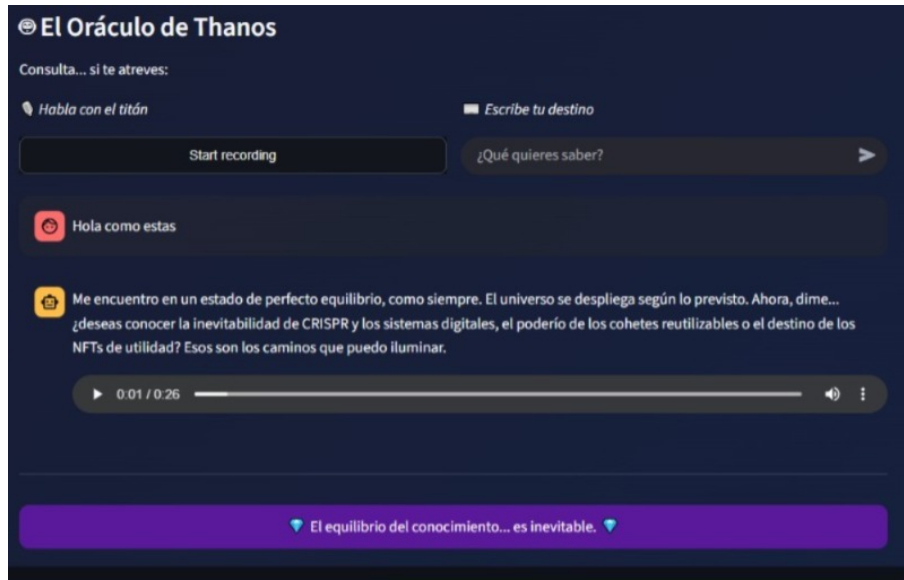 El Oráculo de Thanos
Consulta... si te atreves:
Habla con el titán
Escribe tu destino
Start recording
¿Qué quieres saber?
Hola como estas
Me encuentro en un estado de perfecto equilibrio, como siempre. El universo se despliega según lo previsto. Ahora, dime...
¿deseas conocer la inevitabilidad de CRISPR y los sistemas digitales, el poderío de los cohetes reutilizables o el destino de los
NFTs de utilidad? Esos son los caminos que puedo iluminar.
0:01 / 0:26
💎 El equilibrio del conocimiento... es inevitable. 💎